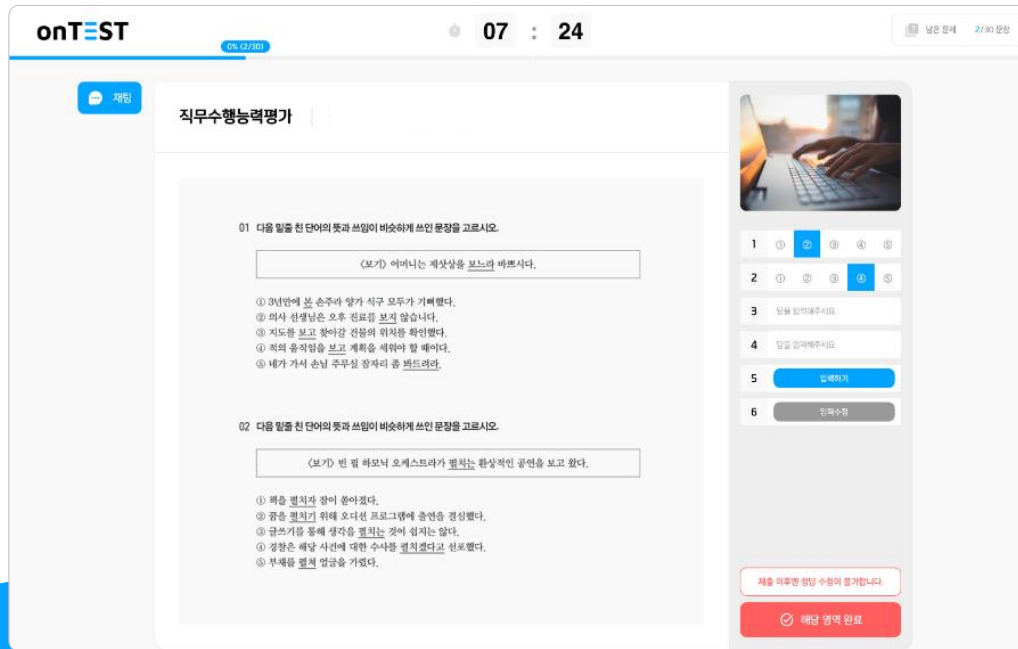 onTEST
0% (2/30)
07 : 24
남은 문제 2/30 문항
채팅
직무수행능력평가
01 다음 밑줄 친 단어의 뜻과 쓰임이 비슷하게 쓰인 문장을 고르시오.
〈보기〉 어머니는 제삿상을 보느라 바쁘시다.
① 3년만에 본 손주라 양가 식구 모두가 기뻐했다.
② 의사 선생님은 오후 진료를 보지 않습니다.
③ 지도를 보고 찾아갈 건물의 위치를 확인했다.
④ 적의 움직임을 보고 계획을 세워야 할 때이다.
⑤ 네가 가서 손님 주무실 잠자리 좀 봐드려라.
02 다음 밑줄 친 단어의 뜻과 쓰임이 비슷하게 쓰인 문장을 고르시오.
〈보기〉 빈 필 하모닉 오케스트라가 펼치는 환상적인 공연을 보고 왔다.
① 책을 펼치자 잠이 쏟아졌다.
② 꿈을 펼치기 위해 오디션 프로그램에 출연을 결심했다.
③ 글쓰기를 통해 생각을 펼치는 것이 쉽지는 않다.
④ 경찰은 해당 사건에 대한 수사를 펼치겠다고 선포했다.
⑤ 부채를 펼쳐 얼굴을 가렸다.
1 ① ② ③ ④ ⑤
2 ① ② ③ ④ ⑤
3 답을 입력해주세요.
4 답을 입력해주세요.
5 입력하기
6 입력수정
제출 이후엔 정답 수정이 불가합니다.
해당 영역 완료